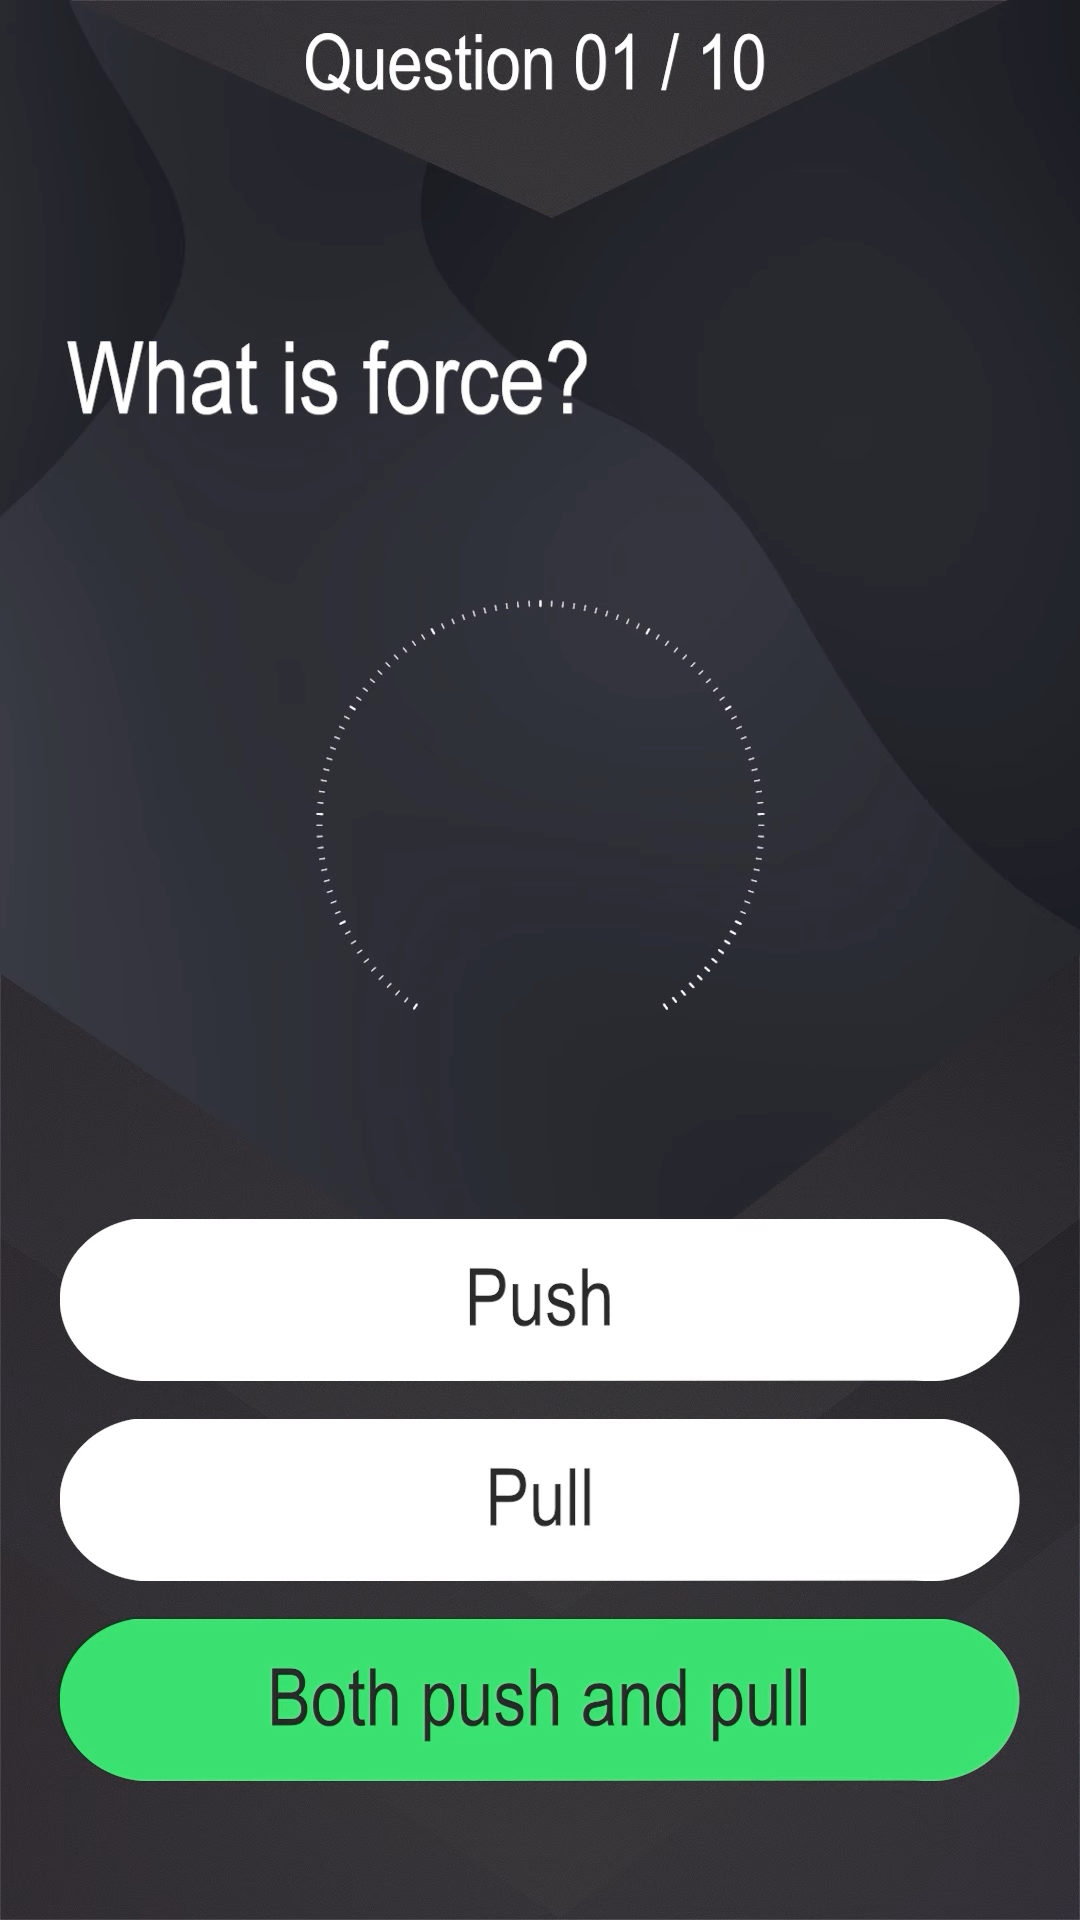 Question 01 / 10
What is force?
Push
Pull
Both push and pull